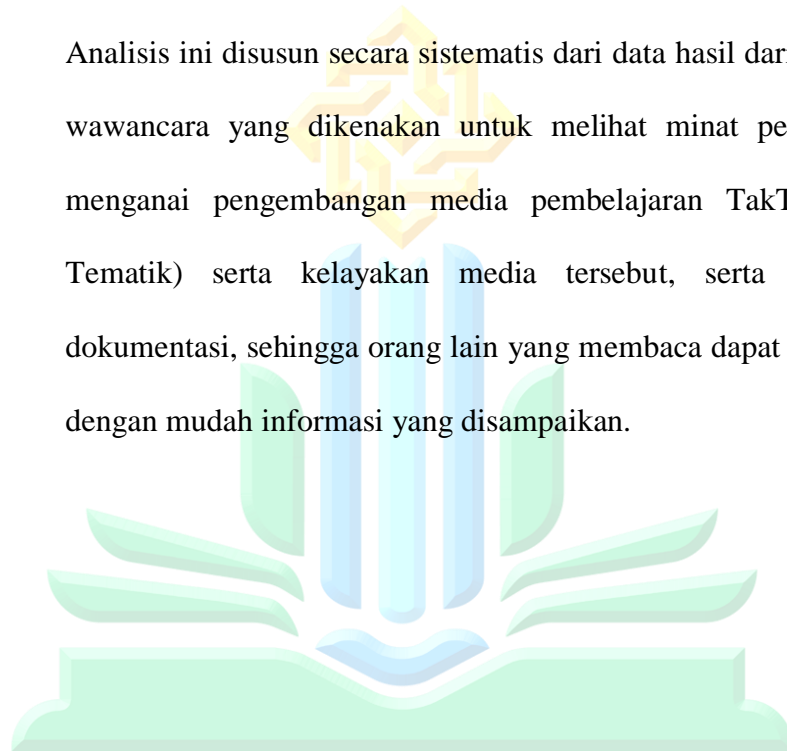 Analisis ini disusun secara sistematis dari data hasil dari
wawancara yang dikenakan untuk melihat minat
menganai pengembangan media pembelajaran
Tematik) serta kelayakan media tersebut, serta
dokumentasi, sehingga orang lain yang membaca dapat
dengan mudah informasi yang disampaikan.